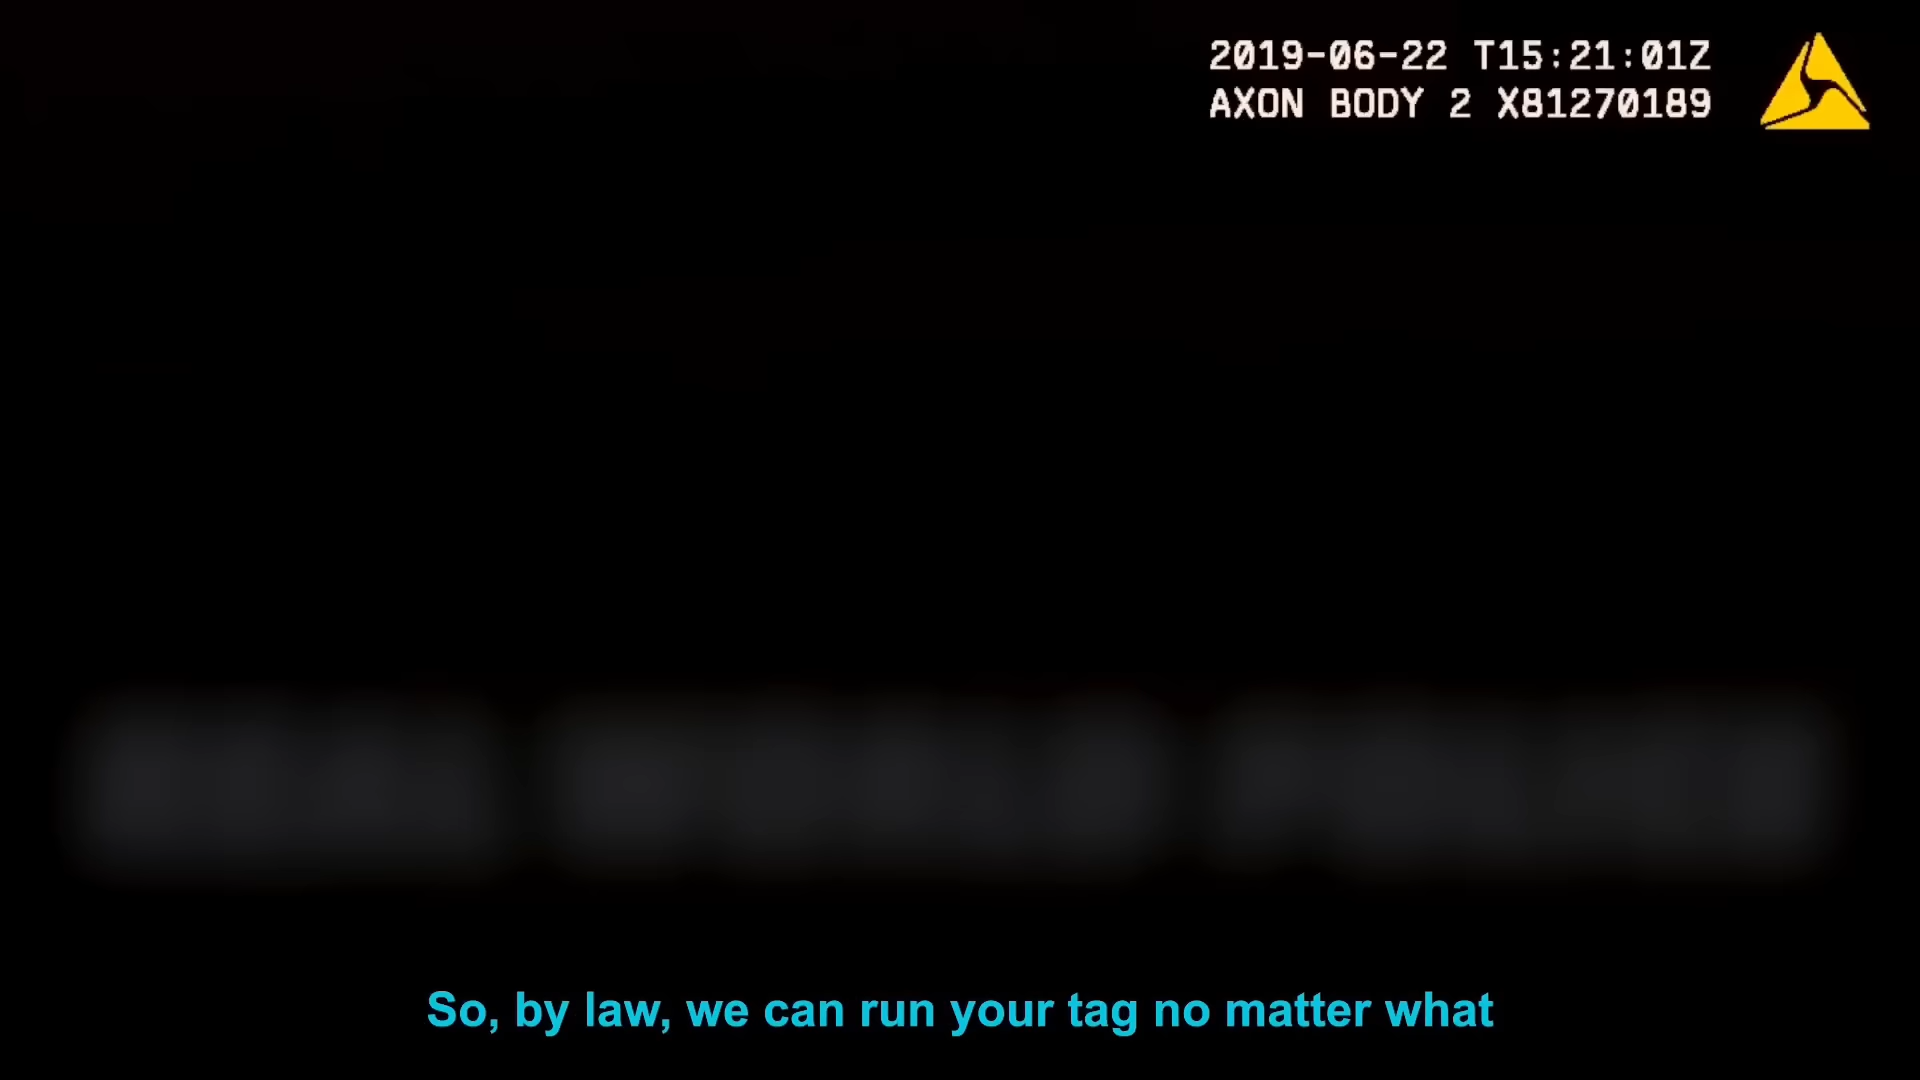 2019-06-22 T15:21:01Z
AXON BODY 2 X81270189
So, by law, we can run your tag no matter what